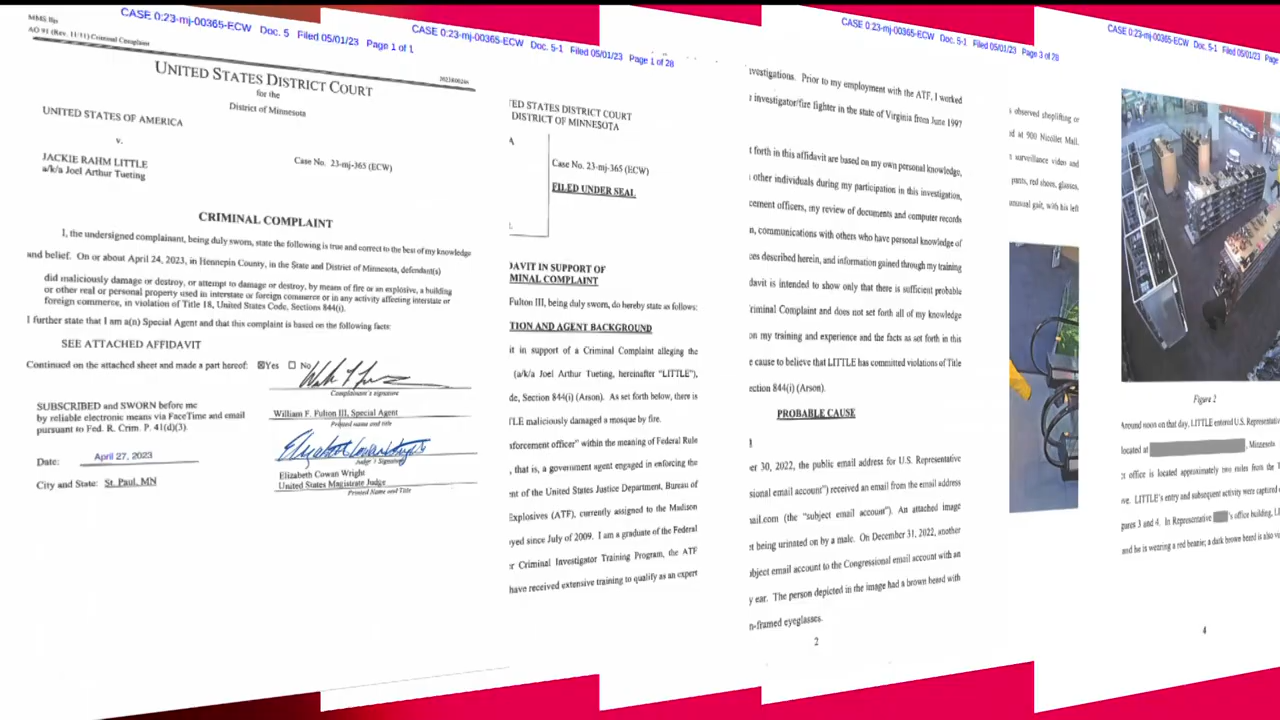 MMS Iljs
AO 91 (Rev. 11/11) Criminal Complaint
CASE 0:23-mj-00365-ECW Doc. 5 Filed 05/01/23 Page 1 of 1
UNITED STATES DISTRICT COURT
for the
District of Minnesota
UNITED STATES OF AMERICA
v.
JACKIE RAHM LITTLE
a/k/a Joel Arthur Tueting
Case No. 23-mj-365 (ECW)
CRIMINAL COMPLAINT
I, the undersigned complainant, being duly sworn, state the following is true and correct to the best of my knowledge
and belief. On or about April 24, 2023, in Hennepin County, in the State and District of Minnesota, defendant(s)
did maliciously damage or destroy, or attempt to damage or destroy, by means of fire or an explosive, a building
or other real or personal property used in interstate or foreign commerce or in any activity affecting interstate or
foreign commerce, in violation of Title 18, United States Code, Sections 844(i).
I further state that I am a(n) Special Agent and that this complaint is based on the following facts:
SEE ATTACHED AFFIDAVIT
Continued on the attached sheet and made a part hereof: ☒Yes ☐ No
Complainant's signature
SUBSCRIBED and SWORN before me
by reliable electronic means via FaceTime and email
pursuant to Fed. R. Crim. P. 41(d)(3).
William F. Fulton III, Special Agent
Printed name and title
Judge's Signature
Date: April 27, 2023
Elizabeth Cowan Wright
United States Magistrate Judge
Printed Name and Title
City and State: St. Paul, MN
CASE 0:23-mj-00365-ECW Doc. 5-1 Filed 05/01/23 Page 1 of 28
TED STATES DISTRICT COURT
DISTRICT OF MINNESOTA
A
Case No. 23-mj-365 (ECW)
FILED UNDER SEAL
DAVIT IN SUPPORT OF
MINAL COMPLAINT
Fulton III, being duly sworn, do hereby state as follows:
TION AND AGENT BACKGROUND
it in support of a Criminal Complaint alleging the
(a/k/a Joel Arthur Tueting, hereinafter "LITTLE"),
de, Section 844(i) (Arson). As set forth below, there is
TLE maliciously damaged a mosque by fire.
nforcement officer" within the meaning of Federal Rule
, that is, a government agent engaged in enforcing the
nt of the United States Justice Department, Bureau of
Explosives (ATF), currently assigned to the Madison
yed since July of 2009. I am a graduate of the Federal
r Criminal Investigator Training Program, the ATF
have received extensive training to qualify as an expert
CASE 0:23-mj-00365-ECW Doc. 5-1 Filed 05/01/23 Page 3 of 28
nvestigations. Prior to my employment with the ATF, I worked
r investigator/fire fighter in the state of Virginia from June 1997
t forth in this affidavit are based on my own personal knowledge,
other individuals during my participation in this investigation,
cement officers, my review of documents and computer records
n, communications with others who have personal knowledge of
ces described herein, and information gained through my training
davit is intended to show only that there is sufficient probable
riminal Complaint and does not set forth all of my knowledge
on my training and experience and the facts as set forth in this
e cause to believe that LITTLE has committed violations of Title
ection 844(i) (Arson).
PROBABLE CAUSE
er 30, 2022, the public email address for U.S. Representative
sional email account") received an email from the email address
ail.com (the "subject email account"). An attached image
t being urinated on by a male. On December 31, 2022, another
bject email account to the Congressional email account with an
y ear. The person depicted in the image had a brown beard with
n-framed eyeglasses.
2
s observed shoplifting or
d at 900 Nicollet Mall.
n surveillance video and
pants, red shoes, glasses,
unusual gait, with his left
CASE 0:23-mj-00365-ECW Doc. 5-1 Filed 05/01/23 Page
Figure 2
Around noon on that day, LITTLE entered U.S. Representativ
located at , Minnesota
office is located approximately two miles from the
ve. LITTLE's entry and subsequent activity were captured
gures 3 and 4. In Representative 's office building, LI
and he is wearing a red beanie; a dark brown beard is also
4